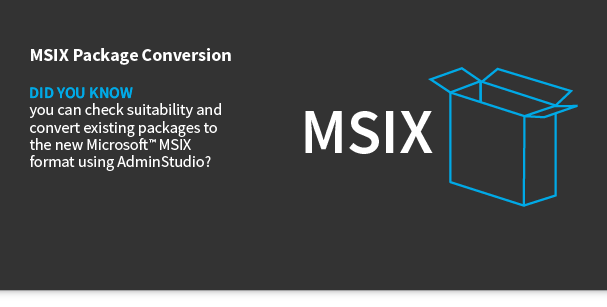 MSIX Package Conversion
DID YOU KNOW
you can check suitability and
convert existing packages to
the new Microsoft™ MSIX
format using AdminStudio?
MSIX